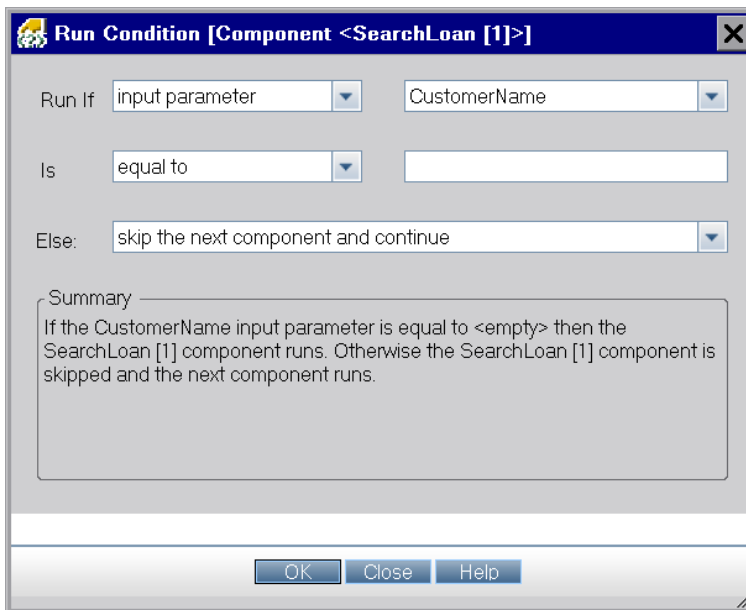 Run Condition [Component <SearchLoan [1]>]
Run If input parameter CustomerName
Is equal to
Else: skip the next component and continue
Summary
If the CustomerName input parameter is equal to <empty> then the
SearchLoan [1] component runs. Otherwise the SearchLoan [1] component is
skipped and the next component runs.
OK Close Help